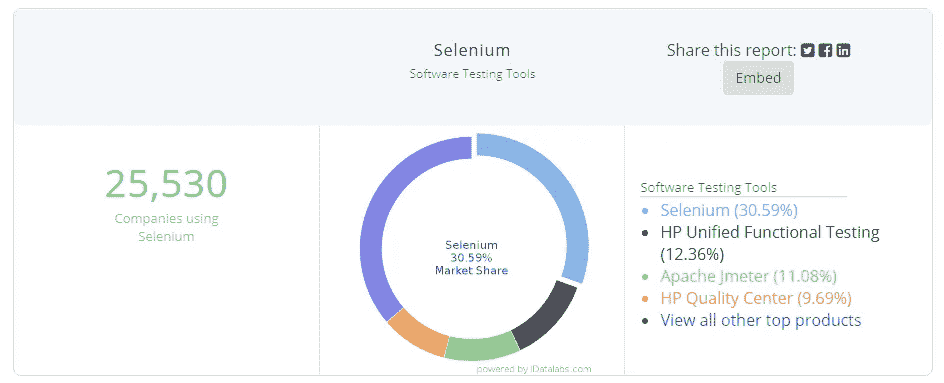 Selenium
Software Testing Tools
Share this report:
Embed
25,530
Companies using
Selenium
Selenium
30.59%
Market Share
powered by iDatalabs.com
Software Testing Tools
Selenium (30.59%)
HP Unified Functional Testing
(12.36%)
Apache Jmeter (11.08%)
HP Quality Center (9.69%)
View all other top products